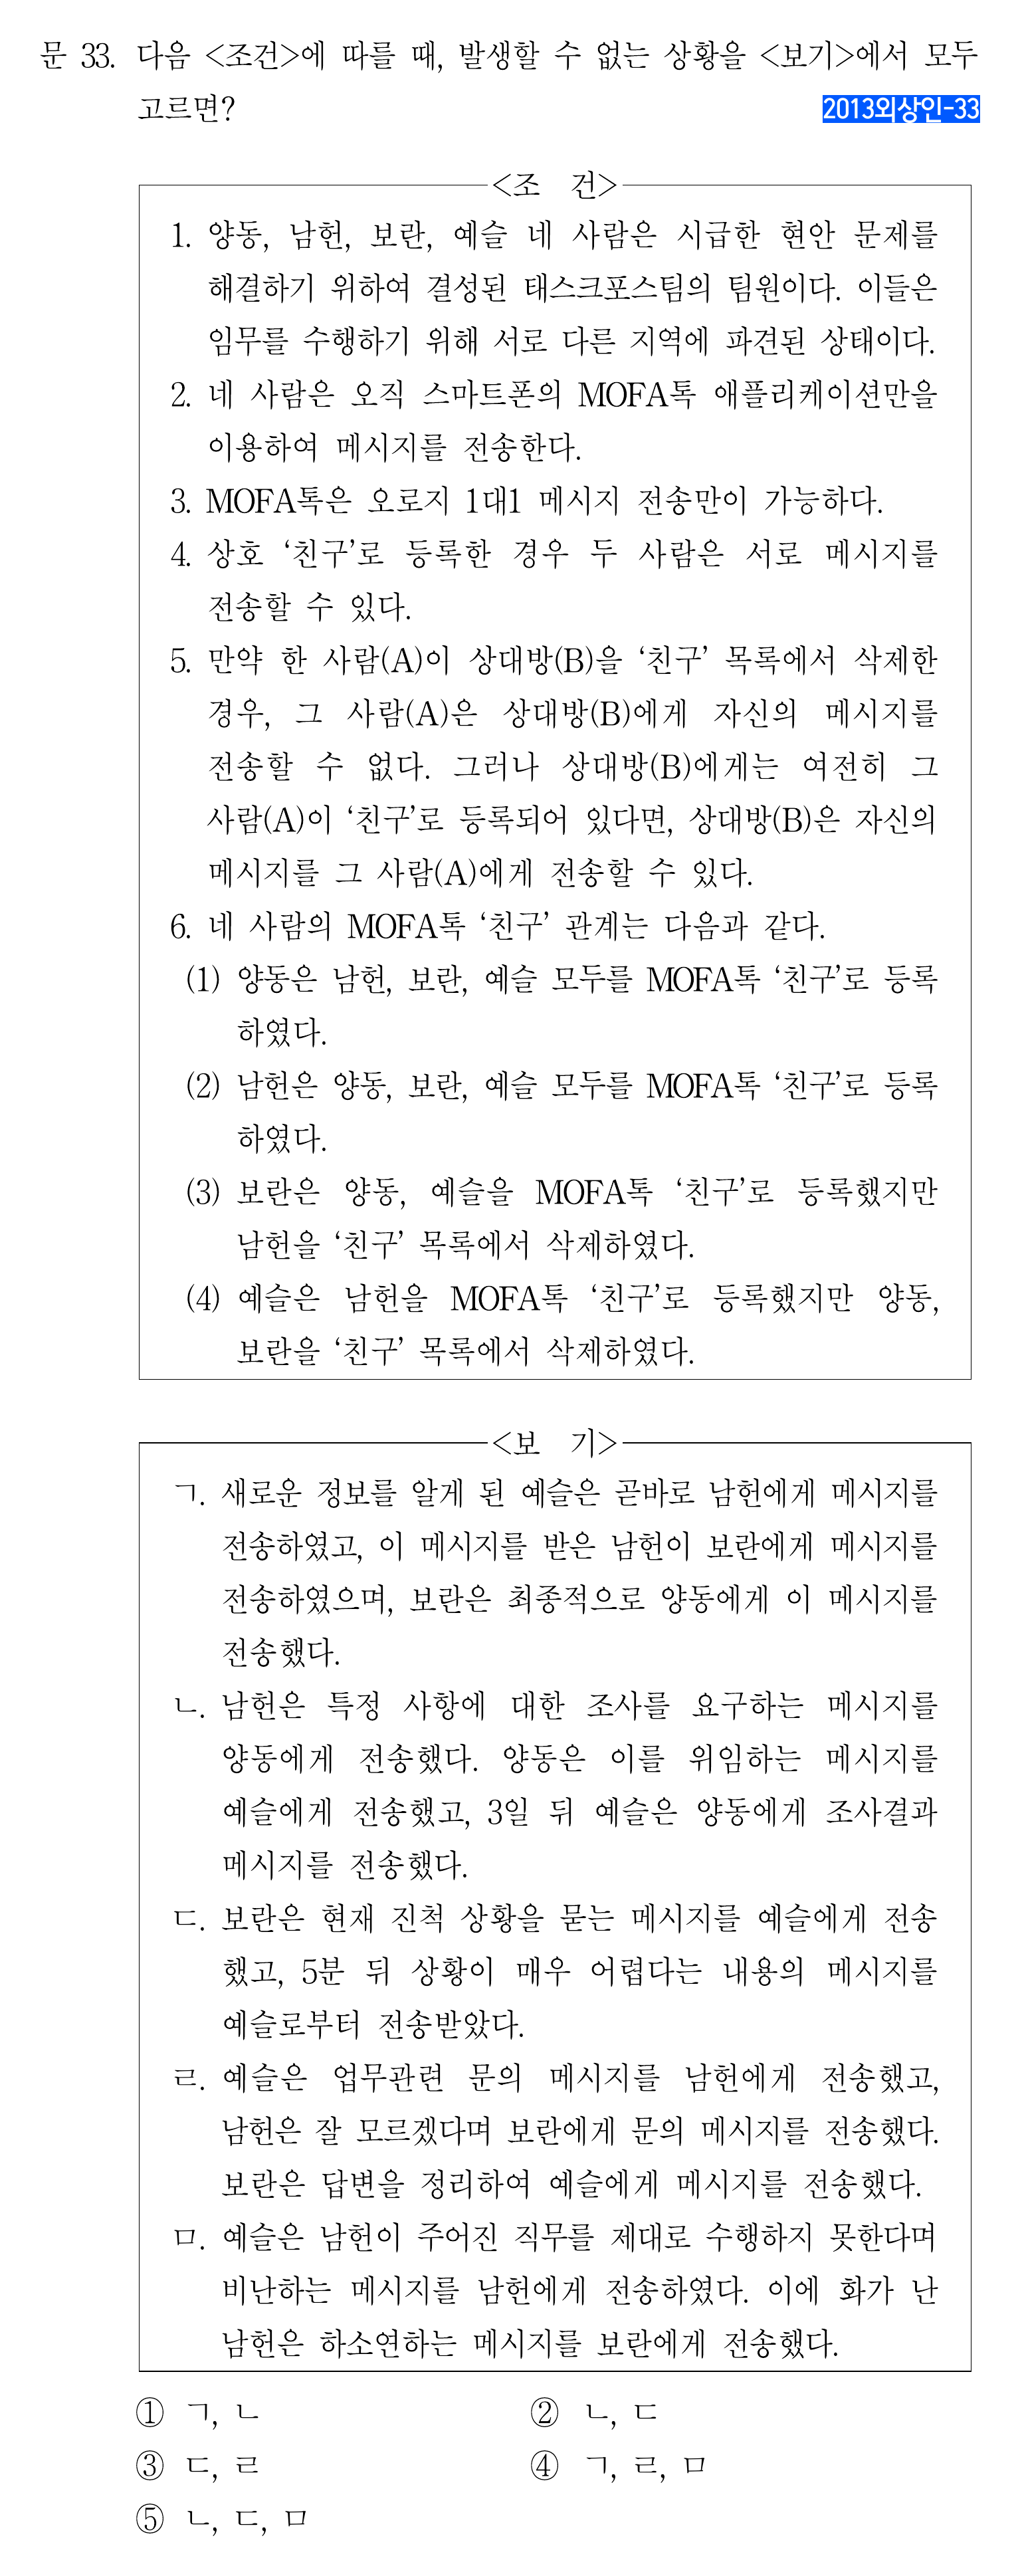 문 33. 다음 <조건>에 따를 때, 발생할 수 없는 상황을 <보기>에서 모두
고르면?
2013외상인-33
<조 건>
1. 양동, 남헌, 보란, 예슬 네 사람은 시급한 현안 문제를
해결하기 위하여 결성된 태스크포스팀의 팀원이다. 이들은
임무를 수행하기 위해 서로 다른 지역에 파견된 상태이다.
2. 네 사람은 오직 스마트폰의 MOFA톡 애플리케이션만을
이용하여 메시지를 전송한다.
3. MOFA톡은 오로지 1대1 메시지 전송만이 가능하다.
4. 상호 ‘친구’로 등록한 경우 두 사람은 서로 메시지를
전송할 수 있다.
5. 만약 한 사람(A)이 상대방(B)을 ‘친구’ 목록에서 삭제한
경우, 그 사람(A)은 상대방(B)에게 자신의 메시지를
전송할 수 없다. 그러나 상대방(B)에게는 여전히 그
사람(A)이 ‘친구’로 등록되어 있다면, 상대방(B)은 자신의
메시지를 그 사람(A)에게 전송할 수 있다.
6. 네 사람의 MOFA톡 ‘친구’ 관계는 다음과 같다.
(1) 양동은 남헌, 보란, 예슬 모두를 MOFA톡 ‘친구’로 등록
하였다.
(2) 남헌은 양동, 보란, 예슬 모두를 MOFA톡 ‘친구’로 등록
하였다.
(3) 보란은 양동, 예슬을 MOFA톡 ‘친구’로 등록했지만
남헌을 ‘친구’ 목록에서 삭제하였다.
(4) 예슬은 남헌을 MOFA톡 ‘친구’로 등록했지만 양동,
보란을 ‘친구’ 목록에서 삭제하였다.
<보 기>
ㄱ. 새로운 정보를 알게 된 예슬은 곧바로 남헌에게 메시지를
전송하였고, 이 메시지를 받은 남헌이 보란에게 메시지를
전송하였으며, 보란은 최종적으로 양동에게 이 메시지를
전송했다.
ㄴ. 남헌은 특정 사항에 대한 조사를 요구하는 메시지를
양동에게 전송했다. 양동은 이를 위임하는 메시지를
예슬에게 전송했고, 3일 뒤 예슬은 양동에게 조사결과
메시지를 전송했다.
ㄷ. 보란은 현재 진척 상황을 묻는 메시지를 예슬에게 전송
했고, 5분 뒤 상황이 매우 어렵다는 내용의 메시지를
예슬로부터 전송받았다.
ㄹ. 예슬은 업무관련 문의 메시지를 남헌에게 전송했고,
남헌은 잘 모르겠다며 보란에게 문의 메시지를 전송했다.
보란은 답변을 정리하여 예슬에게 메시지를 전송했다.
ㅁ. 예슬은 남헌이 주어진 직무를 제대로 수행하지 못한다며
비난하는 메시지를 남헌에게 전송하였다. 이에 화가 난
남헌은 하소연하는 메시지를 보란에게 전송했다.
① ㄱ, ㄴ ② ㄴ, ㄷ
③ ㄷ, ㄹ ④ ㄱ, ㄹ, ㅁ
⑤ ㄴ, ㄷ, ㅁ